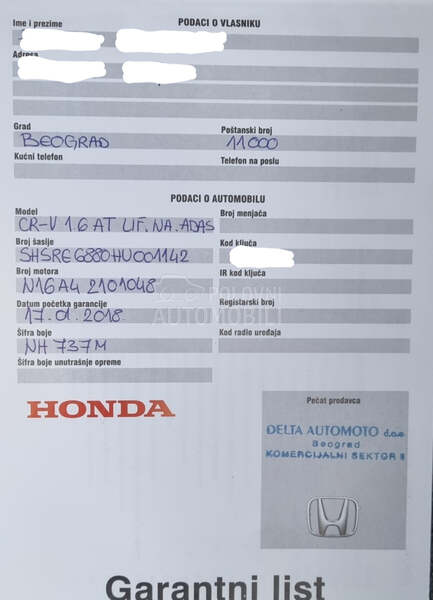 PODACI O VLASNIKU
Ime i prezime
Adresa
Grad
Poštanski broj
BEOGRAD
11000
Kućni telefon
Telefon na poslu
PODACI O AUTOMOBILU
Model
Broj menjača
CR-V 1.6 AT LIF. NA. ADAS
Broj šasije
Kod ključa
SHSRE6880HU001142
Broj motora
IR kod ključa
N16A4 2101048
Datum početka garancije
Registarski broj
POLOVNI
AUTOMOBILI
17.01.2018
Šifra boje
Kod radio uređaja
NH 737M
Šifra boje unutrašnje opreme
Pečat prodavca
HONDA
DELTA AUTOMOTO d.o.o
Beograd
KOMERCIJALNI SEKTOR
Garantni list